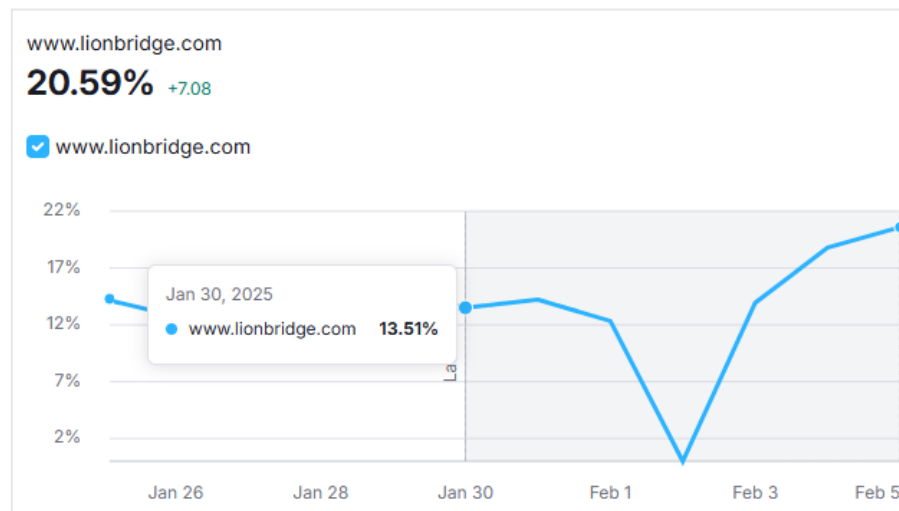 www.lionbridge.com
20.59% +7.08
www.lionbridge.com
22%
17%
Jan 30, 2025
www.lionbridge.com 13.51%
12%
7%
2%
Jan 26 Jan 28 Jan 30 Feb 1 Feb 3 Feb 5